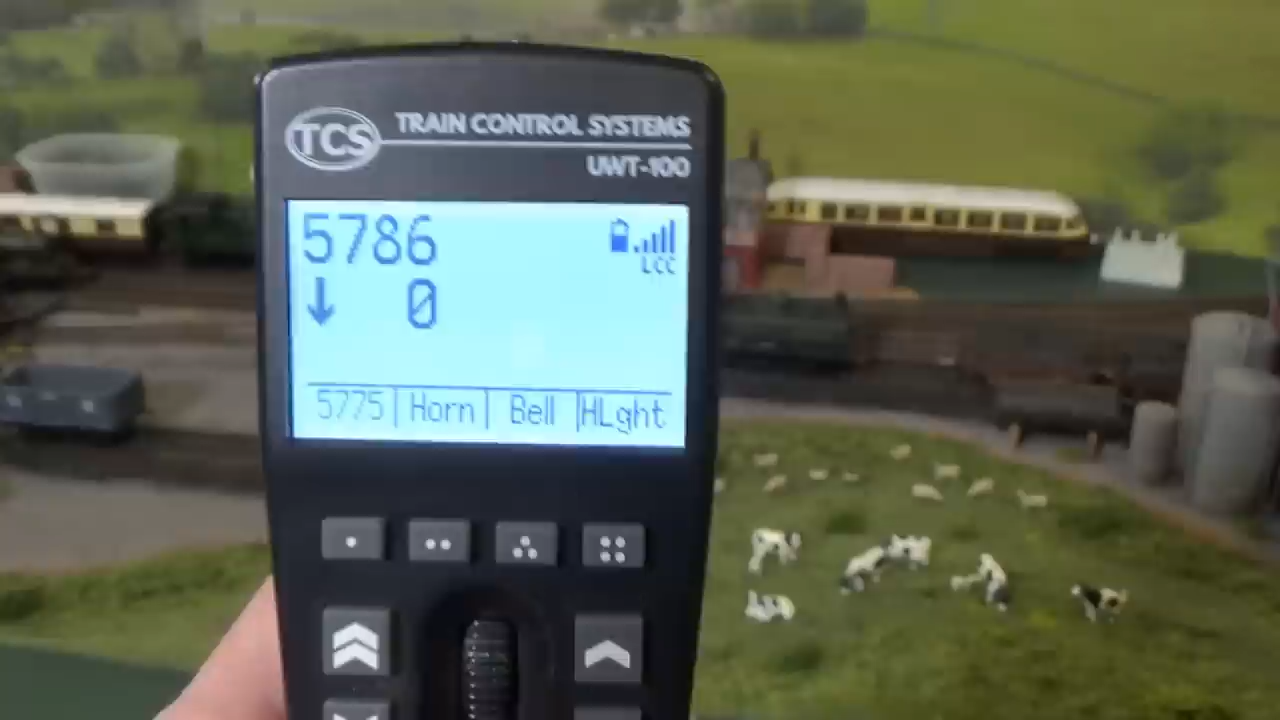 TCS TRAIN CONTROL SYSTEMS
UWT-100
5786
LCC
↓ 0
5775 Horn Bell HLght